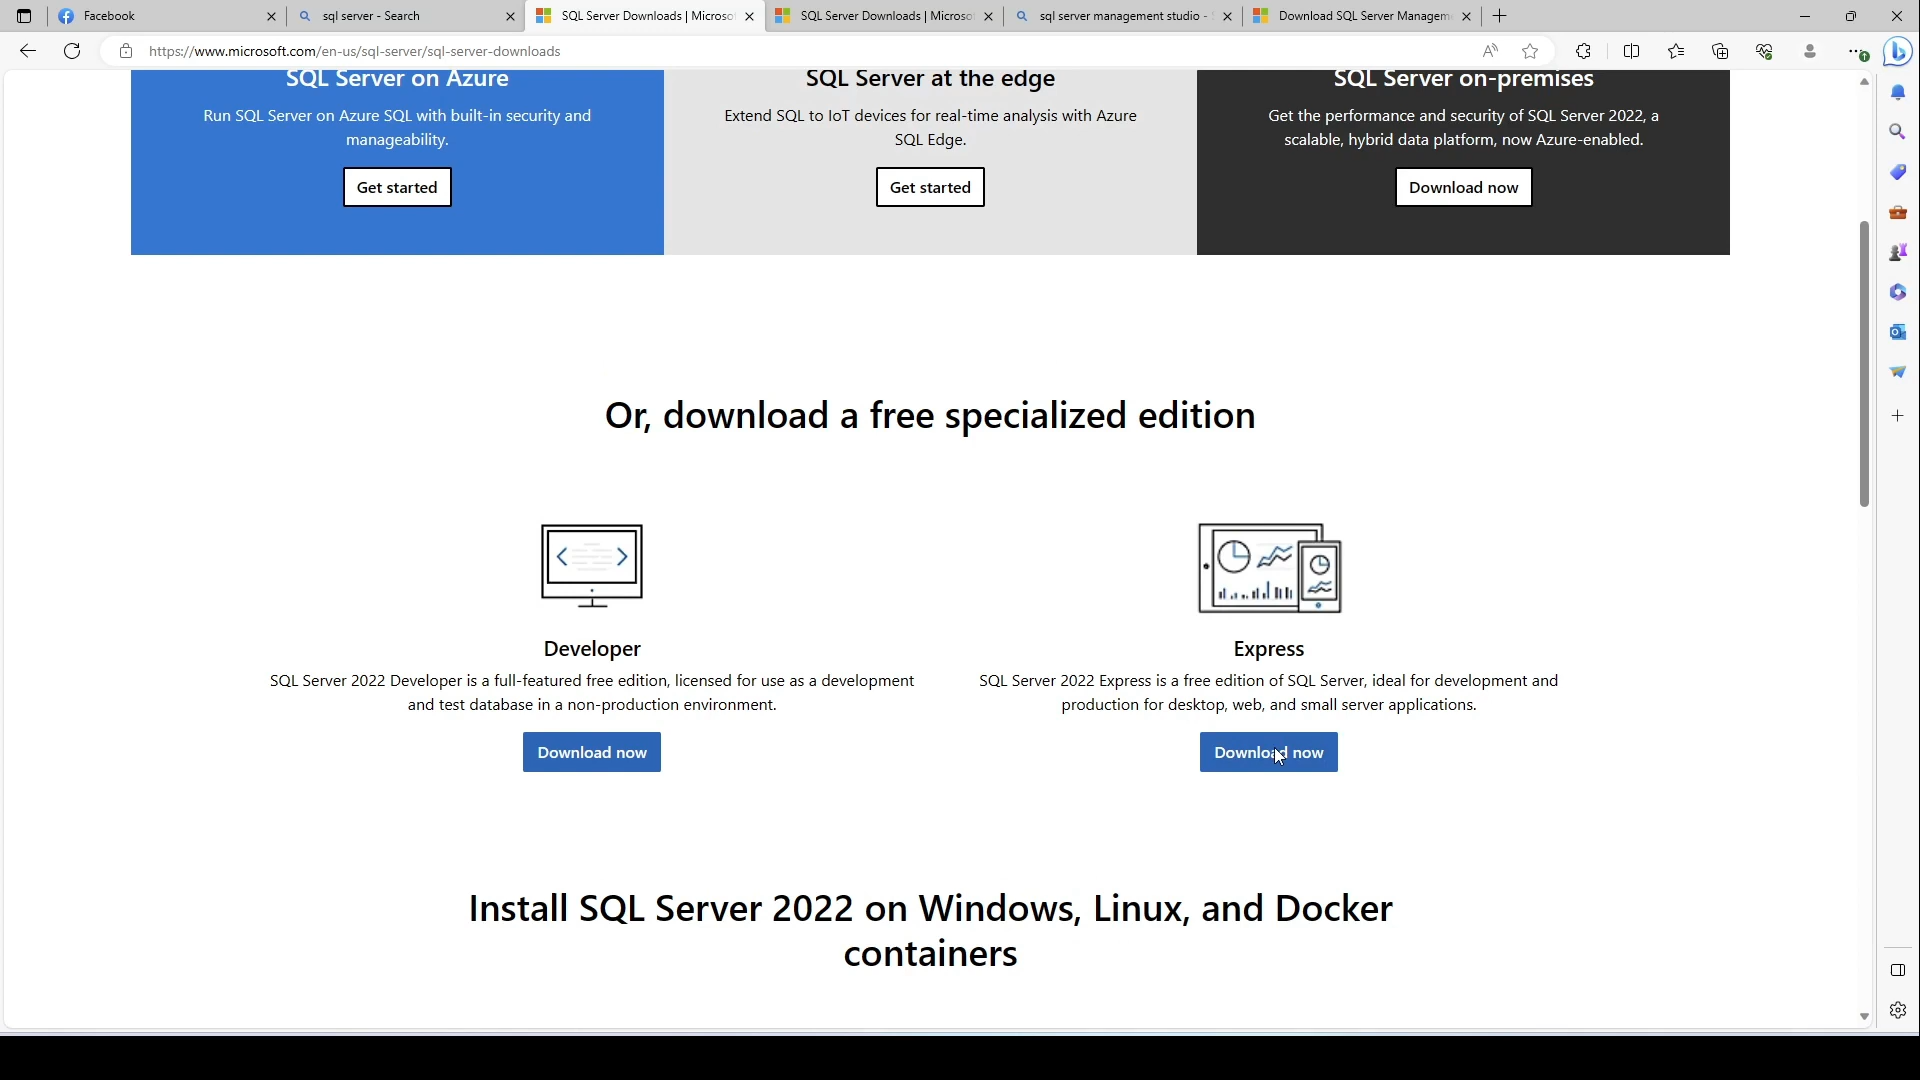 Facebook
sql server - Search
SQL Server Downloads | Microso
SQL Server Downloads | Microso
sql server management studio -
Download SQL Server Managem
https://www.microsoft.com/en-us/sql-server/sql-server-downloads
SQL Server on Azure
Run SQL Server on Azure SQL with built-in security and
manageability.
Get started
SQL Server at the edge
Extend SQL to IoT devices for real-time analysis with Azure
SQL Edge.
Get started
SQL Server on-premises
Get the performance and security of SQL Server 2022, a
scalable, hybrid data platform, now Azure-enabled.
Download now
Or, download a free specialized edition
Developer
SQL Server 2022 Developer is a full-featured free edition, licensed for use as a development
and test database in a non-production environment.
Download now
Express
SQL Server 2022 Express is a free edition of SQL Server, ideal for development and
production for desktop, web, and small server applications.
Download now
Install SQL Server 2022 on Windows, Linux, and Docker
containers